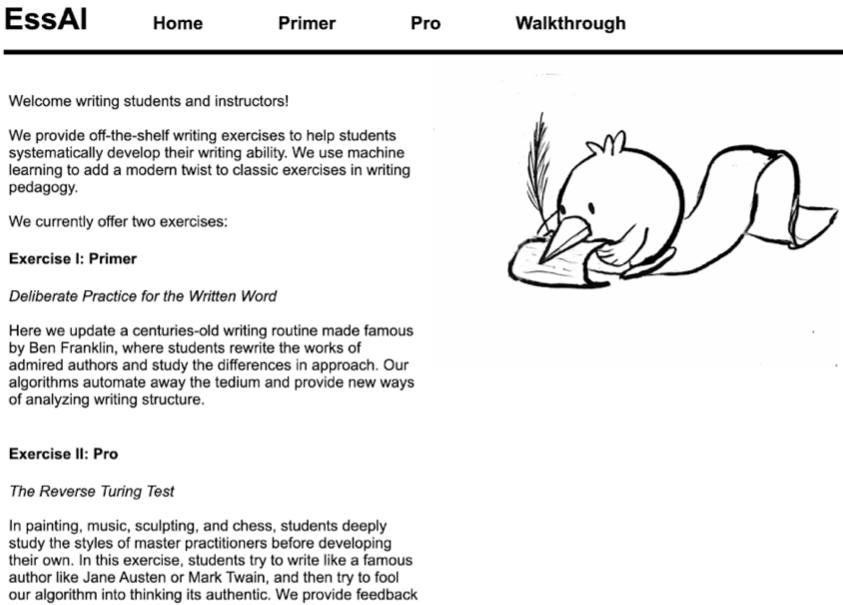 EssAI
Home Primer Pro Walkthrough
Welcome writing students and instructors!
We provide off-the-shelf writing exercises to help students
systematically develop their writing ability. We use machine
learning to add a modern twist to classic exercises in writing
pedagogy.
We currently offer two exercises:
Exercise I: Primer
Deliberate Practice for the Written Word
Here we update a centuries-old writing routine made famous
by Ben Franklin, where students rewrite the works of
admired authors and study the differences in approach. Our
algorithms automate away the tedium and provide new ways
of analyzing writing structure.
Exercise II: Pro
The Reverse Turing Test
In painting, music, sculpting, and chess, students deeply
study the styles of master practitioners before developing
their own. In this exercise, students try to write like a famous
author like Jane Austen or Mark Twain, and then try to fool
our algorithm into thinking its authentic. We provide feedback